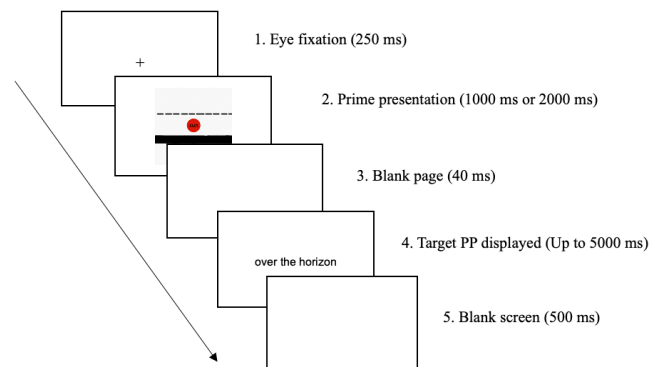 1. Eye fixation (250 ms)
+
2. Prime presentation (1000 ms or 2000 ms)
3. Blank page (40 ms)
4. Target PP displayed (Up to 5000 ms)
over the horizon
5. Blank screen (500 ms)